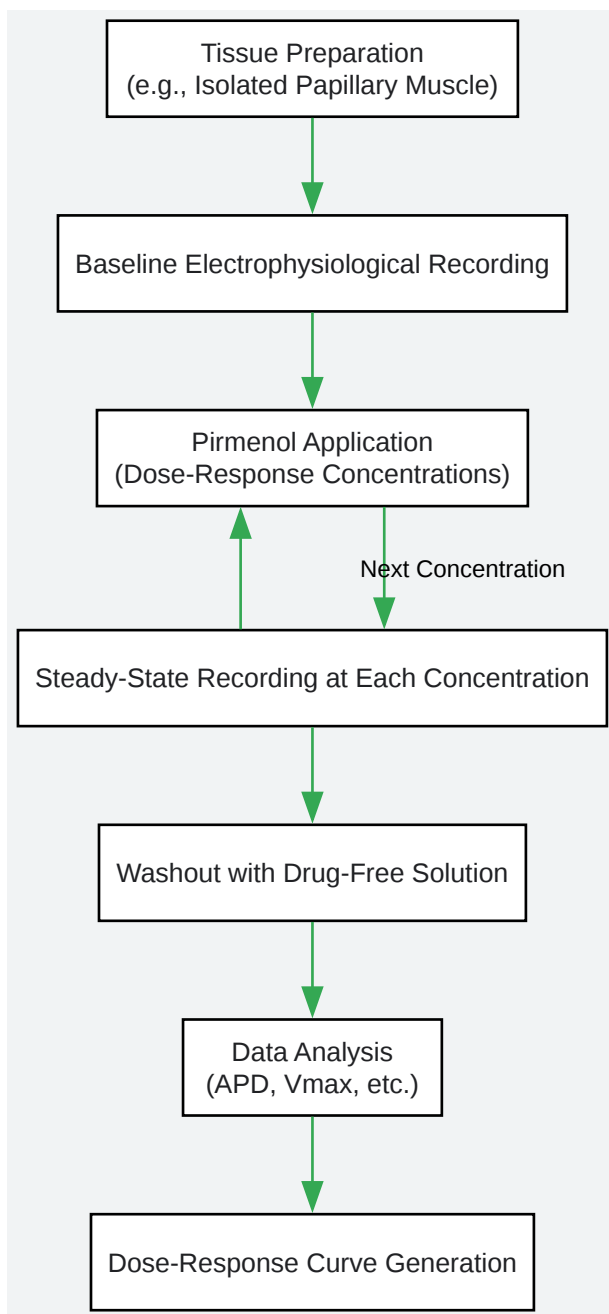 Tissue Preparation
(e.g., Isolated Papillary Muscle)
Baseline Electrophysiological Recording
Pirmenol Application
(Dose-Response Concentrations)
Next Concentration
Steady-State Recording at Each Concentration
Washout with Drug-Free Solution
Data Analysis
(APD, Vmax, etc.)
Dose-Response Curve Generation